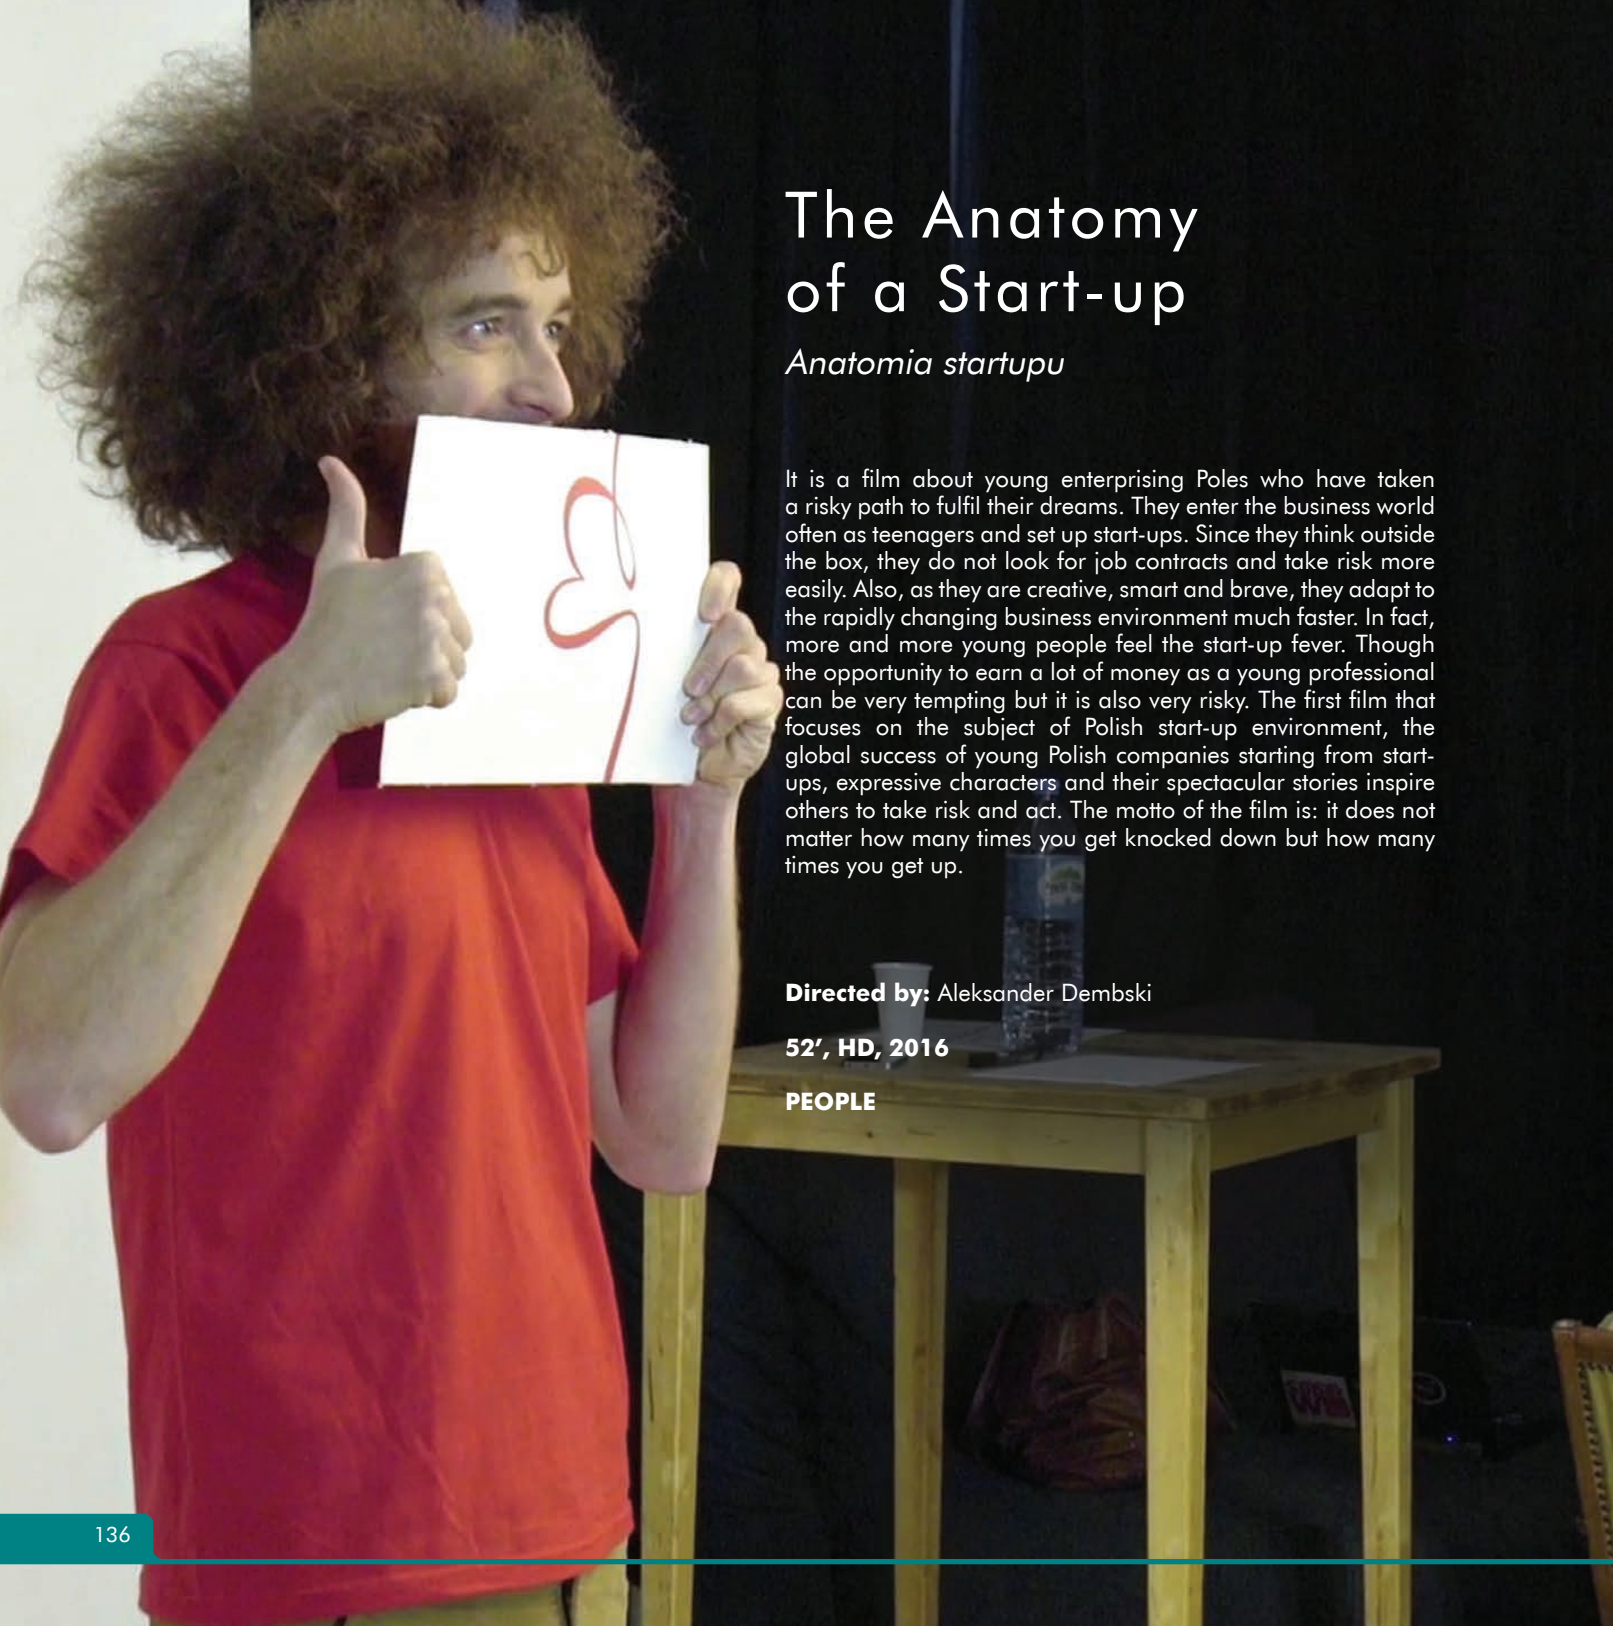 The Anatomy
of a Start-up
Anatomia startupu
It is a film about young enterprising Poles who have taken
a risky path to fulfil their dreams. They enter the business world
often as teenagers and set up start-ups. Since they think outside
the box, they do not look for job contracts and take risk more
easily. Also, as they are creative, smart and brave, they adapt to
the rapidly changing business environment much faster. In fact,
more and more young people feel the start-up fever. Though
the opportunity to earn a lot of money as a young professional
can be very tempting but it is also very risky. The first film that
focuses on the subject of Polish start-up environment, the
global success of young Polish companies starting from start-
ups, expressive characters and their spectacular stories inspire
others to take risk and act. The motto of the film is: it does not
matter how many times you get knocked down but how many
times you get up.
Directed by: Aleksander Dembski
52’, HD, 2016
PEOPLE
136